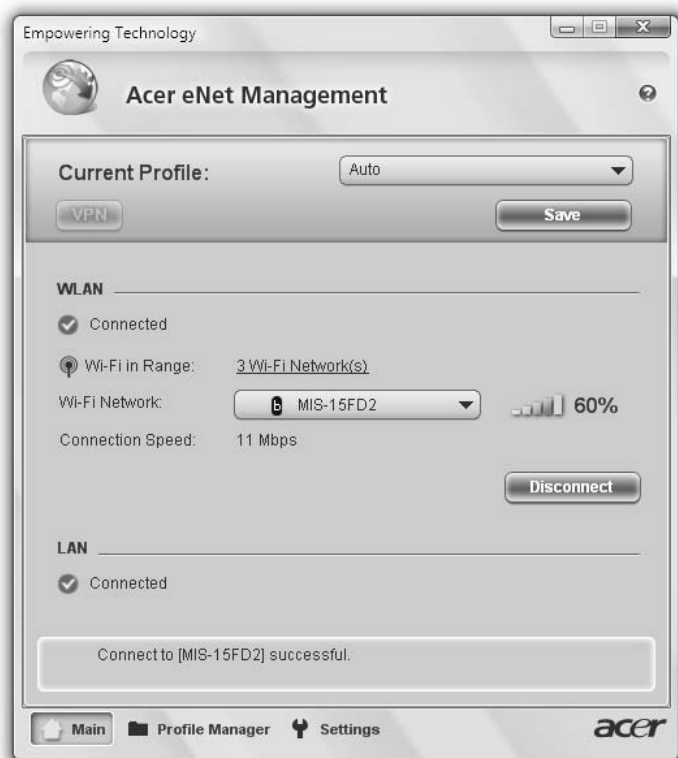 Empowering Technology
Acer eNet Management
?
Current Profile:
Auto
VPN
Save
WLAN
Connected
Wi-Fi in Range:
3 Wi-Fi Network(s)
Wi-Fi Network:
b MIS-15FD2
60%
Connection Speed:
11 Mbps
Disconnect
LAN
Connected
Connect to [MIS-15FD2] successful.
Main
Profile Manager
Settings
acer